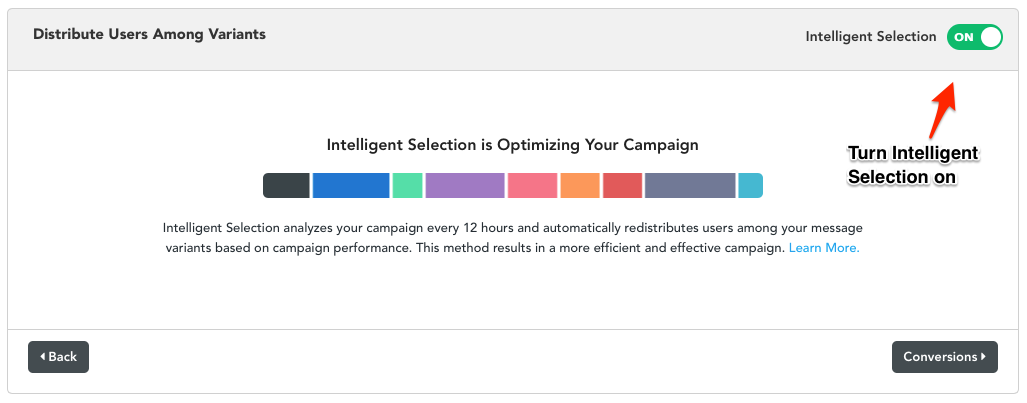 Distribute Users Among Variants
Intelligent Selection
ON
Turn Intelligent
Selection on
Intelligent Selection is Optimizing Your Campaign
Intelligent Selection analyzes your campaign every 12 hours and automatically redistributes users among your message
variants based on campaign performance. This method results in a more efficient and effective campaign. Learn More.
Back
Conversions